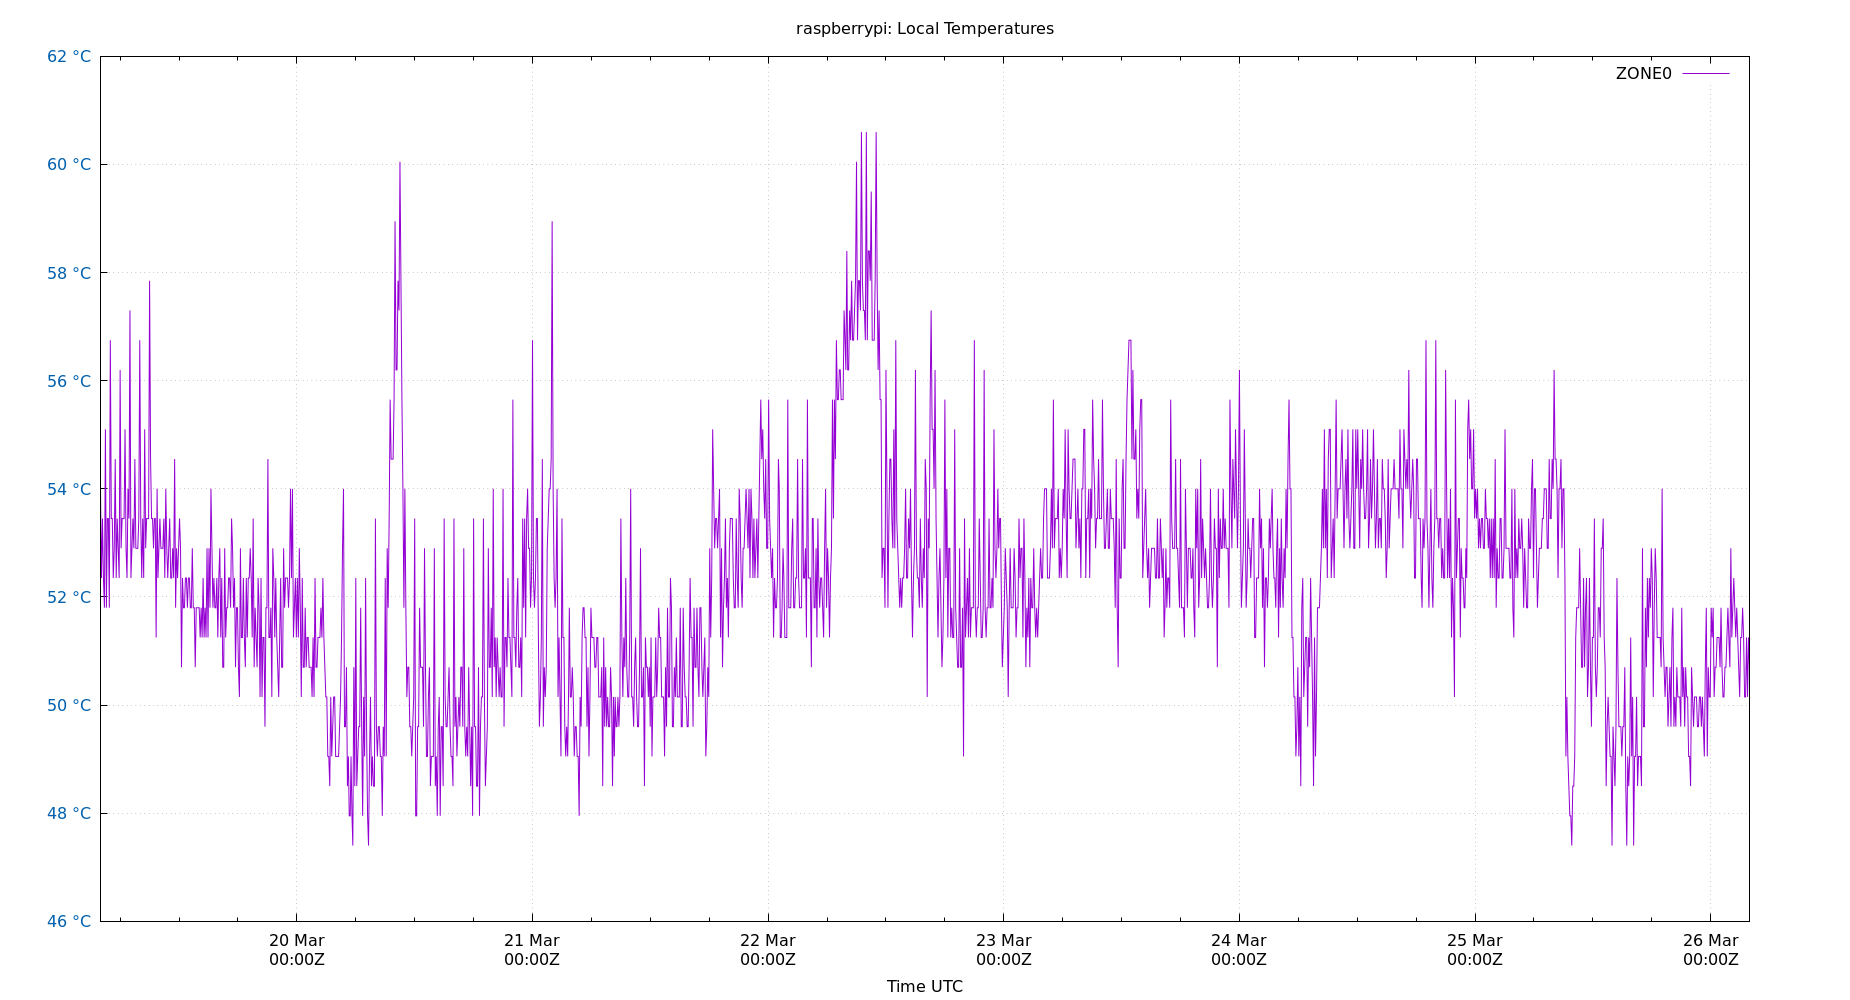 raspberrypi: Local Temperatures
62 °C
ZONE0
60 °C
58 °C
56 °C
54 °C
52 °C
50 °C
48 °C
46 °C
20 Mar 21 Mar 22 Mar 23 Mar 24 Mar 25 Mar 26 Mar
00:00Z 00:00Z 00:00Z 00:00Z 00:00Z 00:00Z 00:00Z
Time UTC